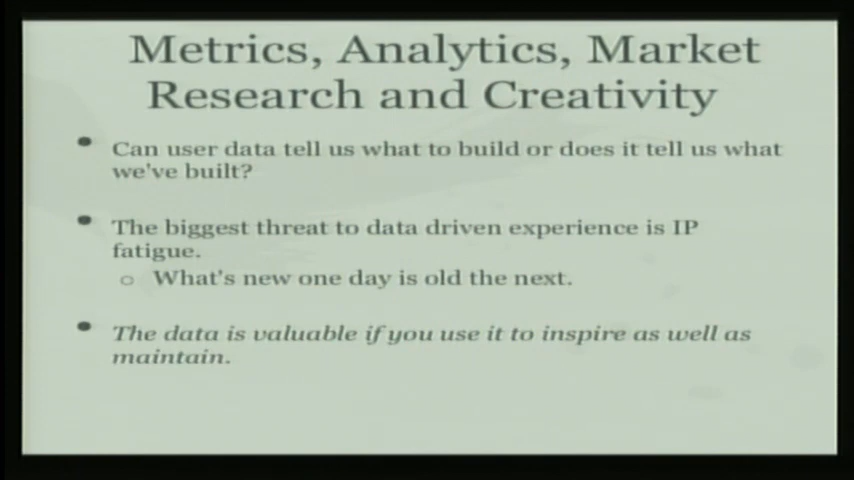 Metrics, Analytics, Market
Research and Creativity
Can user data tell us what to build or does it tell us what
we've built?
The biggest threat to data driven experience is IP
fatigue.
What's new one day is old the next.
The data is valuable if you use it to inspire as well as
maintain.